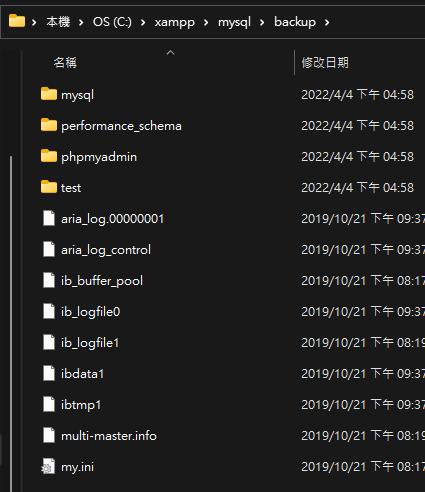 本機 > OS (C:) > xampp > mysql > backup >
名稱 修改日期
mysql 2022/4/4 下午 04:58
performance_schema 2022/4/4 下午 04:58
phpmyadmin 2022/4/4 下午 04:58
test 2022/4/4 下午 04:58
aria_log.00000001 2019/10/21 下午 09:37
aria_log_control 2019/10/21 下午 09:37
ib_buffer_pool 2019/10/21 下午 08:17
ib_logfile0 2019/10/21 下午 09:37
ib_logfile1 2019/10/21 下午 08:19
ibdata1 2019/10/21 下午 09:37
ibtmp1 2019/10/21 下午 09:37
multi-master.info 2019/10/21 下午 08:19
my.ini 2019/10/21 下午 08:17